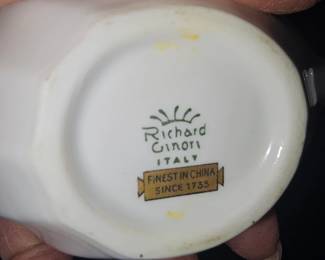 Richard
Ginori
ITALY
FINEST IN CHINA
SINCE 1735